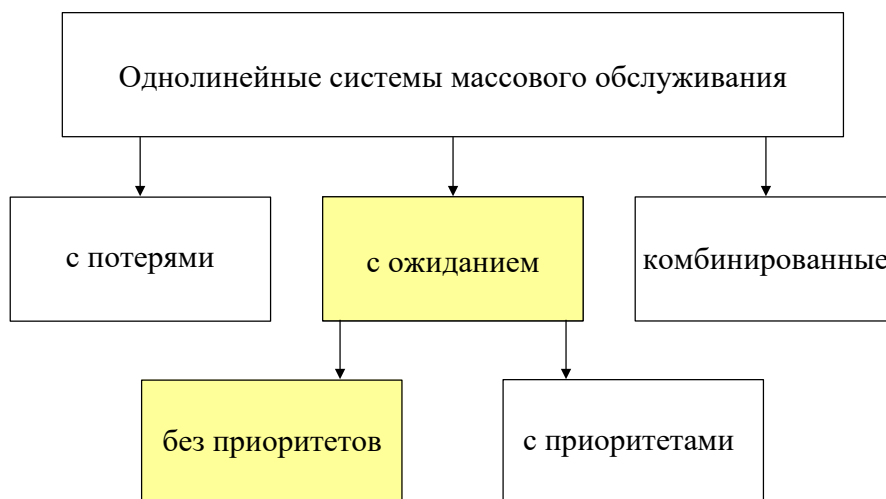 Однолинейные системы массового обслуживания
с потерями
с ожиданием
комбинированные
без приоритетов
с приоритетами